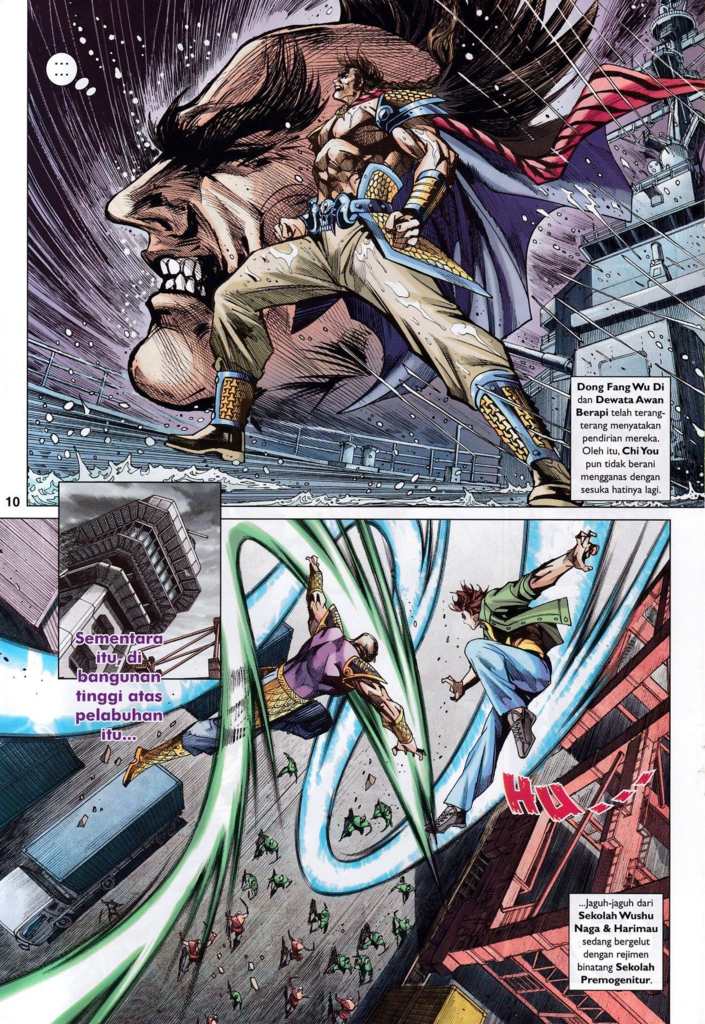 Dong Fang Wu Di
dan Dewata Awan
Berapi telah terang-
terang menyatakan
pendirian mereka.
Oleh itu, Chi You
pun tidak berani
mengganas dengan
sesuka hatinya lagi.
10
Sementara
itu, di
bangunan
tinggi atas
pelabuhan
itu...
HU...
...Jaguh-jaguh dari
Sekolah Wushu
Naga & Harimau
sedang bergelut
dengan rejimen
binatang Sekolah
Premogenitur.